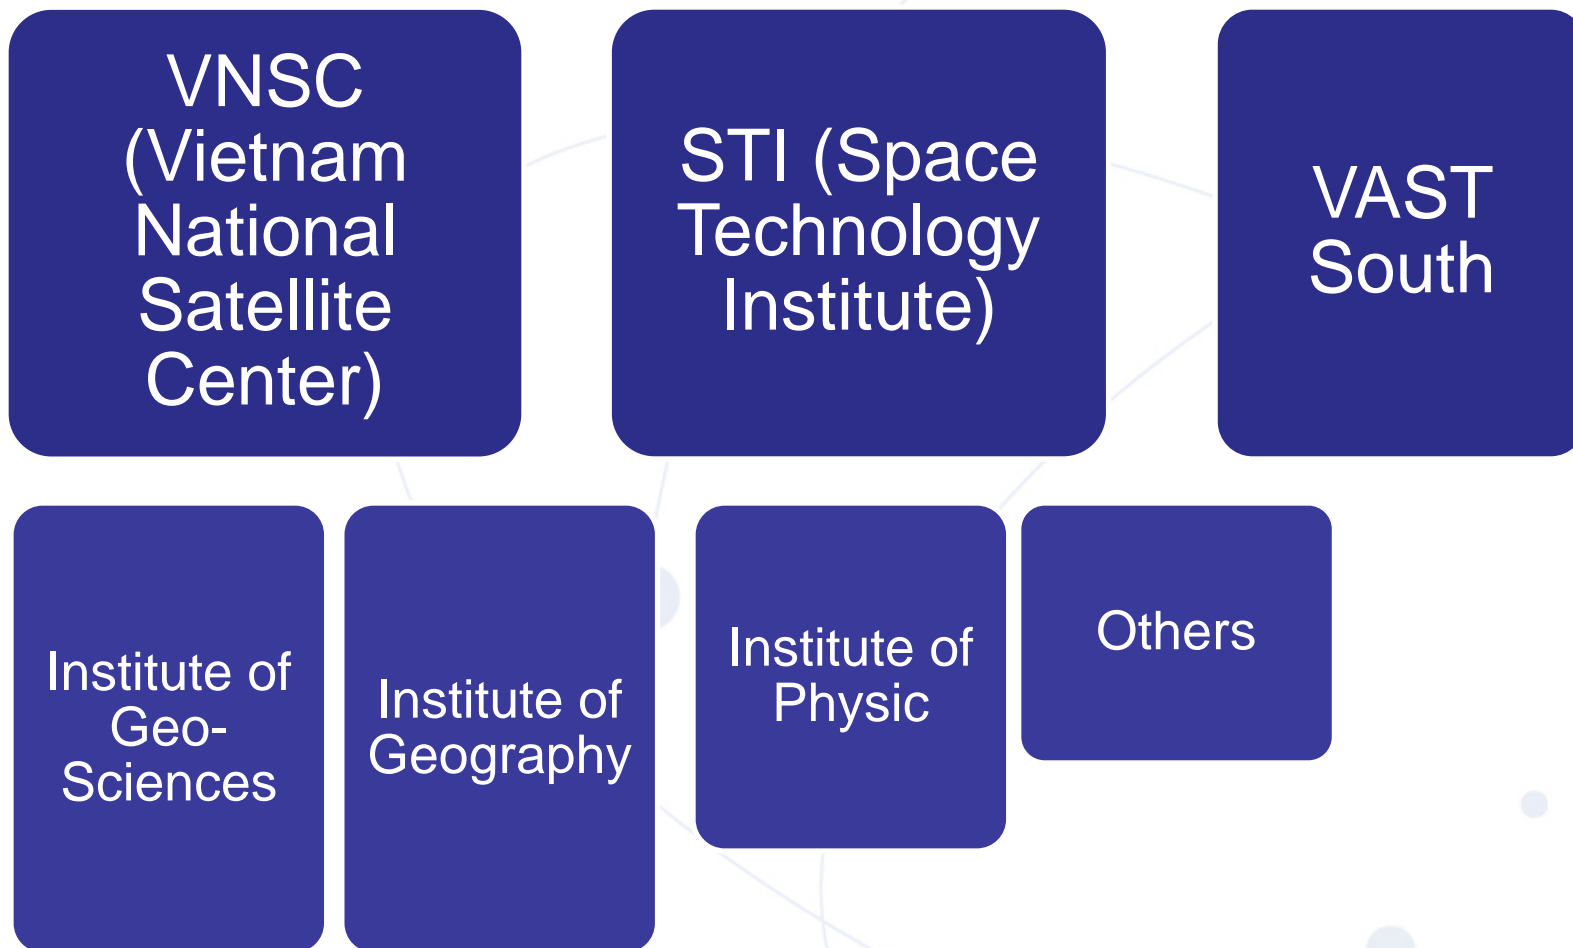 VNSC
(Vietnam
National
Satellite
Center)
STI (Space
Technology
Institute)
VAST
South
Institute of
Geo-
Sciences
Institute of
Geography
Institute of
Physic
Others